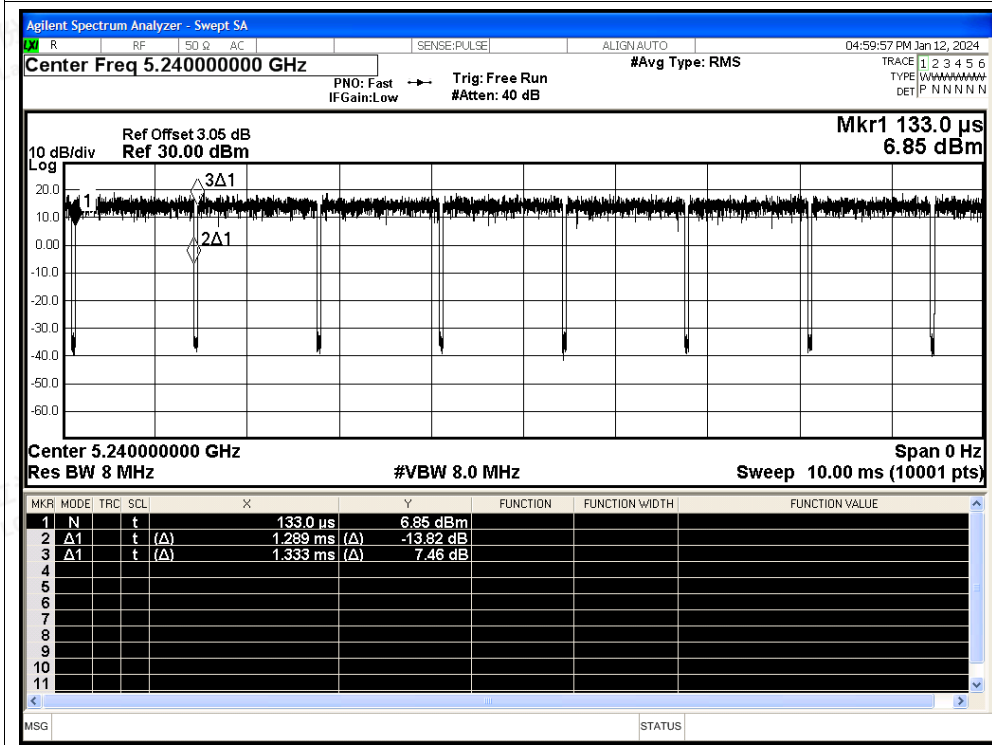 Agilent Spectrum Analyzer - Swept SA
LXI R RF 50 Ω AC SENSE:PULSE ALIGN AUTO 04:59:57 PM Jan 12, 2024
Center Freq 5.240000000 GHz
PNO: Fast
IFGain:Low
Trig: Free Run
#Atten: 40 dB
#Avg Type: RMS
TRACE 1 2 3 4 5 6
TYPE
DET P N N N N N
Mkr1 133.0 µs
6.85 dBm
Ref Offset 3.05 dB
10 dB/div Ref 30.00 dBm
Log
20.0
10.0
0.00
-10.0
-20.0
-30.0
-40.0
-50.0
-60.0
1
3Δ1
2Δ1
Center 5.240000000 GHz Span 0 Hz
Res BW 8 MHz #VBW 8.0 MHz Sweep 10.00 ms (10001 pts)
MKR MODE TRC SCL X Y FUNCTION FUNCTION WIDTH FUNCTION VALUE
1 N t 133.0 µs 6.85 dBm
2 Δ1 t (Δ) 1.289 ms (Δ) -13.82 dB
3 Δ1 t (Δ) 1.333 ms (Δ) 7.46 dB
4
5
6
7
8
9
10
11
MSG STATUS